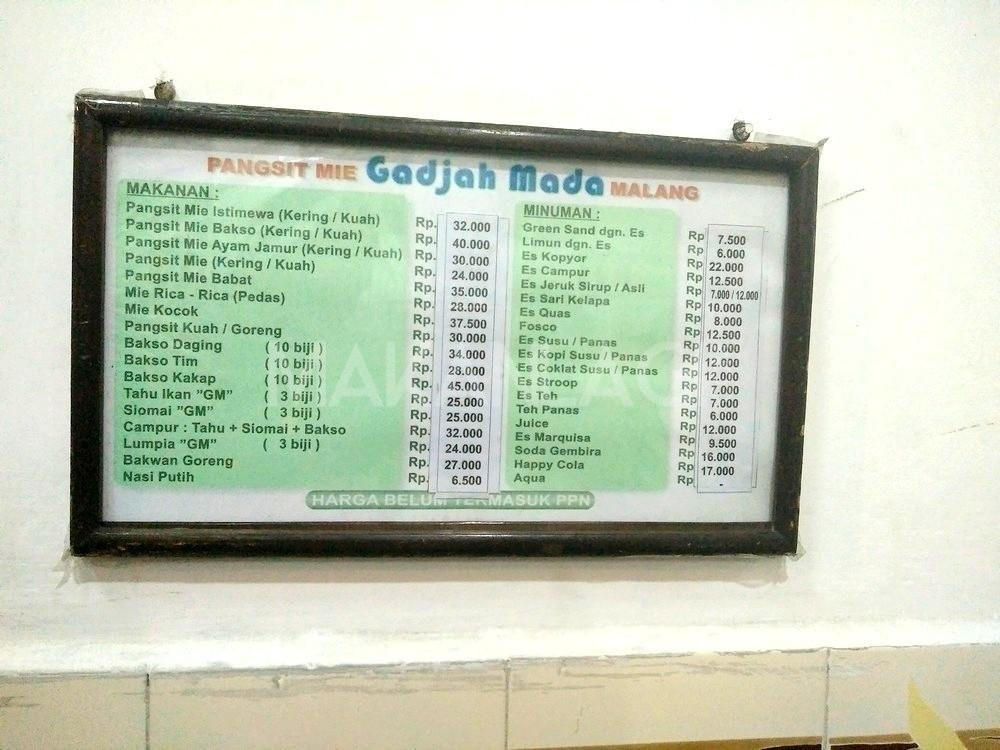 PANGSIT MIE Gadjah Mada MALANG
MAKANAN :
Pangsit Mie Istimewa (Kering / Kuah) Rp. 32.000
Pangsit Mie Bakso (Kering / Kuah) Rp. 40.000
Pangsit Mie Ayam Jamur (Kering / Kuah) Rp. 30.000
Pangsit Mie (Kering / Kuah) Rp. 24.000
Pangsit Mie Babat Rp. 35.000
Mie Rica - Rica (Pedas) Rp. 28.000
Mie Kocok Rp. 37.500
Pangsit Kuah / Goreng Rp. 30.000
Bakso Daging ( 10 biji ) Rp. 34.000
Bakso Tim ( 10 biji ) Rp. 28.000
Bakso Kakap ( 10 biji ) Rp. 45.000
Tahu Ikan "GM" ( 3 biji ) Rp. 25.000
Siomai "GM" ( 3 biji ) Rp. 25.000
Campur : Tahu + Siomai + Bakso Rp. 32.000
Lumpia "GM" ( 3 biji ) Rp. 24.000
Bakwan Goreng Rp. 27.000
Nasi Putih Rp. 6.500
MINUMAN :
Green Sand dgn. Es Rp 7.500
Limun dgn. Es Rp 6.000
Es Kopyor Rp 22.000
Es Campur Rp 12.500
Es Jeruk Sirup / Asli Rp 7.000 / 12.000
Es Sari Kelapa Rp 10.000
Es Quas Rp 8.000
Fosco Rp 12.500
Es Susu / Panas Rp 10.000
Es Kopi Susu / Panas Rp 12.000
Es Coklat Susu / Panas Rp 12.000
Es Stroop Rp 7.000
Es Teh Rp 7.000
Teh Panas Rp 6.000
Juice Rp 12.000
Es Marquisa Rp 9.500
Soda Gembira Rp 16.000
Happy Cola Rp 17.000
Aqua Rp -
HARGA BELUM TERMASUK PPN